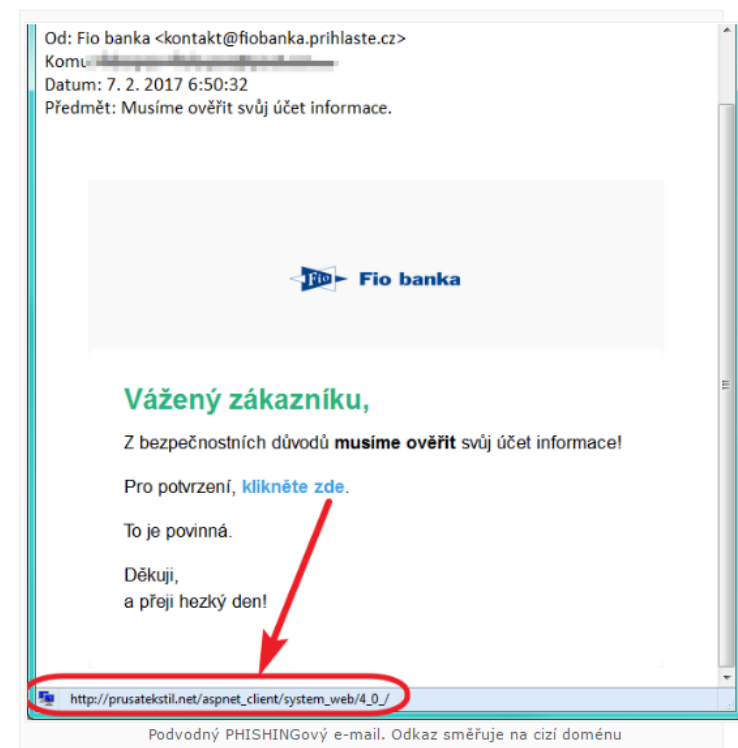 Od: Fio banka <kontakt@fiobanka.prihlaste.cz>
Komu
Datum: 7. 2. 2017 6:50:32
Předmět: Musíme ověřit svůj účet informace.
Fio Fio banka
Vážený zákazníku,
Z bezpečnostních důvodů musíme ověřit svůj účet informace!
Pro potvrzení, klikněte zde.
To je povinná.
Děkuji,
a přeji hezký den!
http://prusatekstil.net/aspnet_client/system_web/4_0_/
Podvodný PHISHINGový e-mail. Odkaz směřuje na cizí doménu